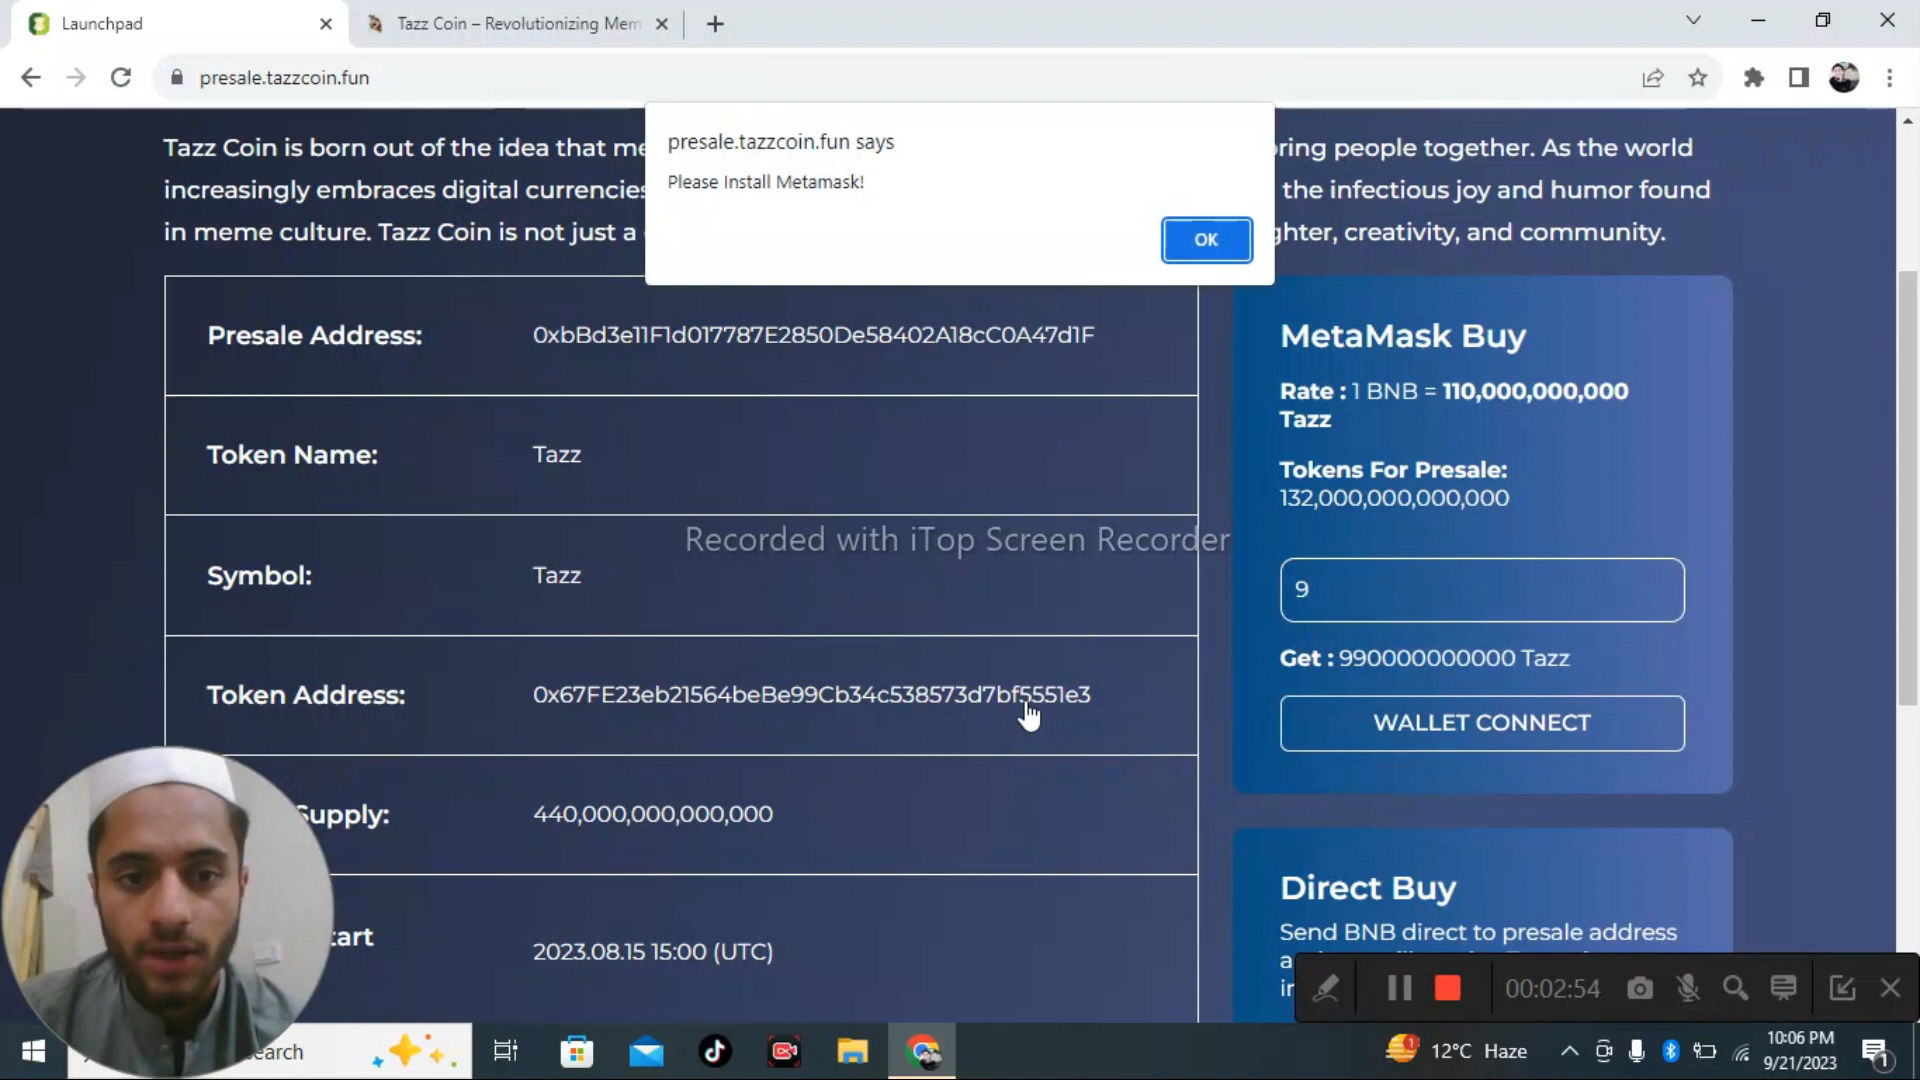 Launchpad
Tazz Coin – Revolutionizing Mem
presale.tazzcoin.fun
presale.tazzcoin.fun says
Please Install Metamask!
OK
Tazz Coin is born out of the idea that me
bring people together. As the world
increasingly embraces digital currencies
the infectious joy and humor found
in meme culture. Tazz Coin is not just a
ghter, creativity, and community.
Presale Address: 0xbBd3e11F1d017787E2850De58402A18cC0A47d1F
Token Name: Tazz
Symbol: Tazz
Token Address: 0x67FE23eb21564beBe99Cb34c538573d7bf5551e3
Supply: 440,000,000,000,000
tart 2023.08.15 15:00 (UTC)
MetaMask Buy
Rate : 1 BNB = 110,000,000,000
Tazz
Tokens For Presale:
132,000,000,000,000
9
Get : 990000000000 Tazz
WALLET CONNECT
Direct Buy
Send BNB direct to presale address
Recorded with iTop Screen Recorder
00:02:54
earch
1
12°C Haze
10:06 PM
9/21/2023
1